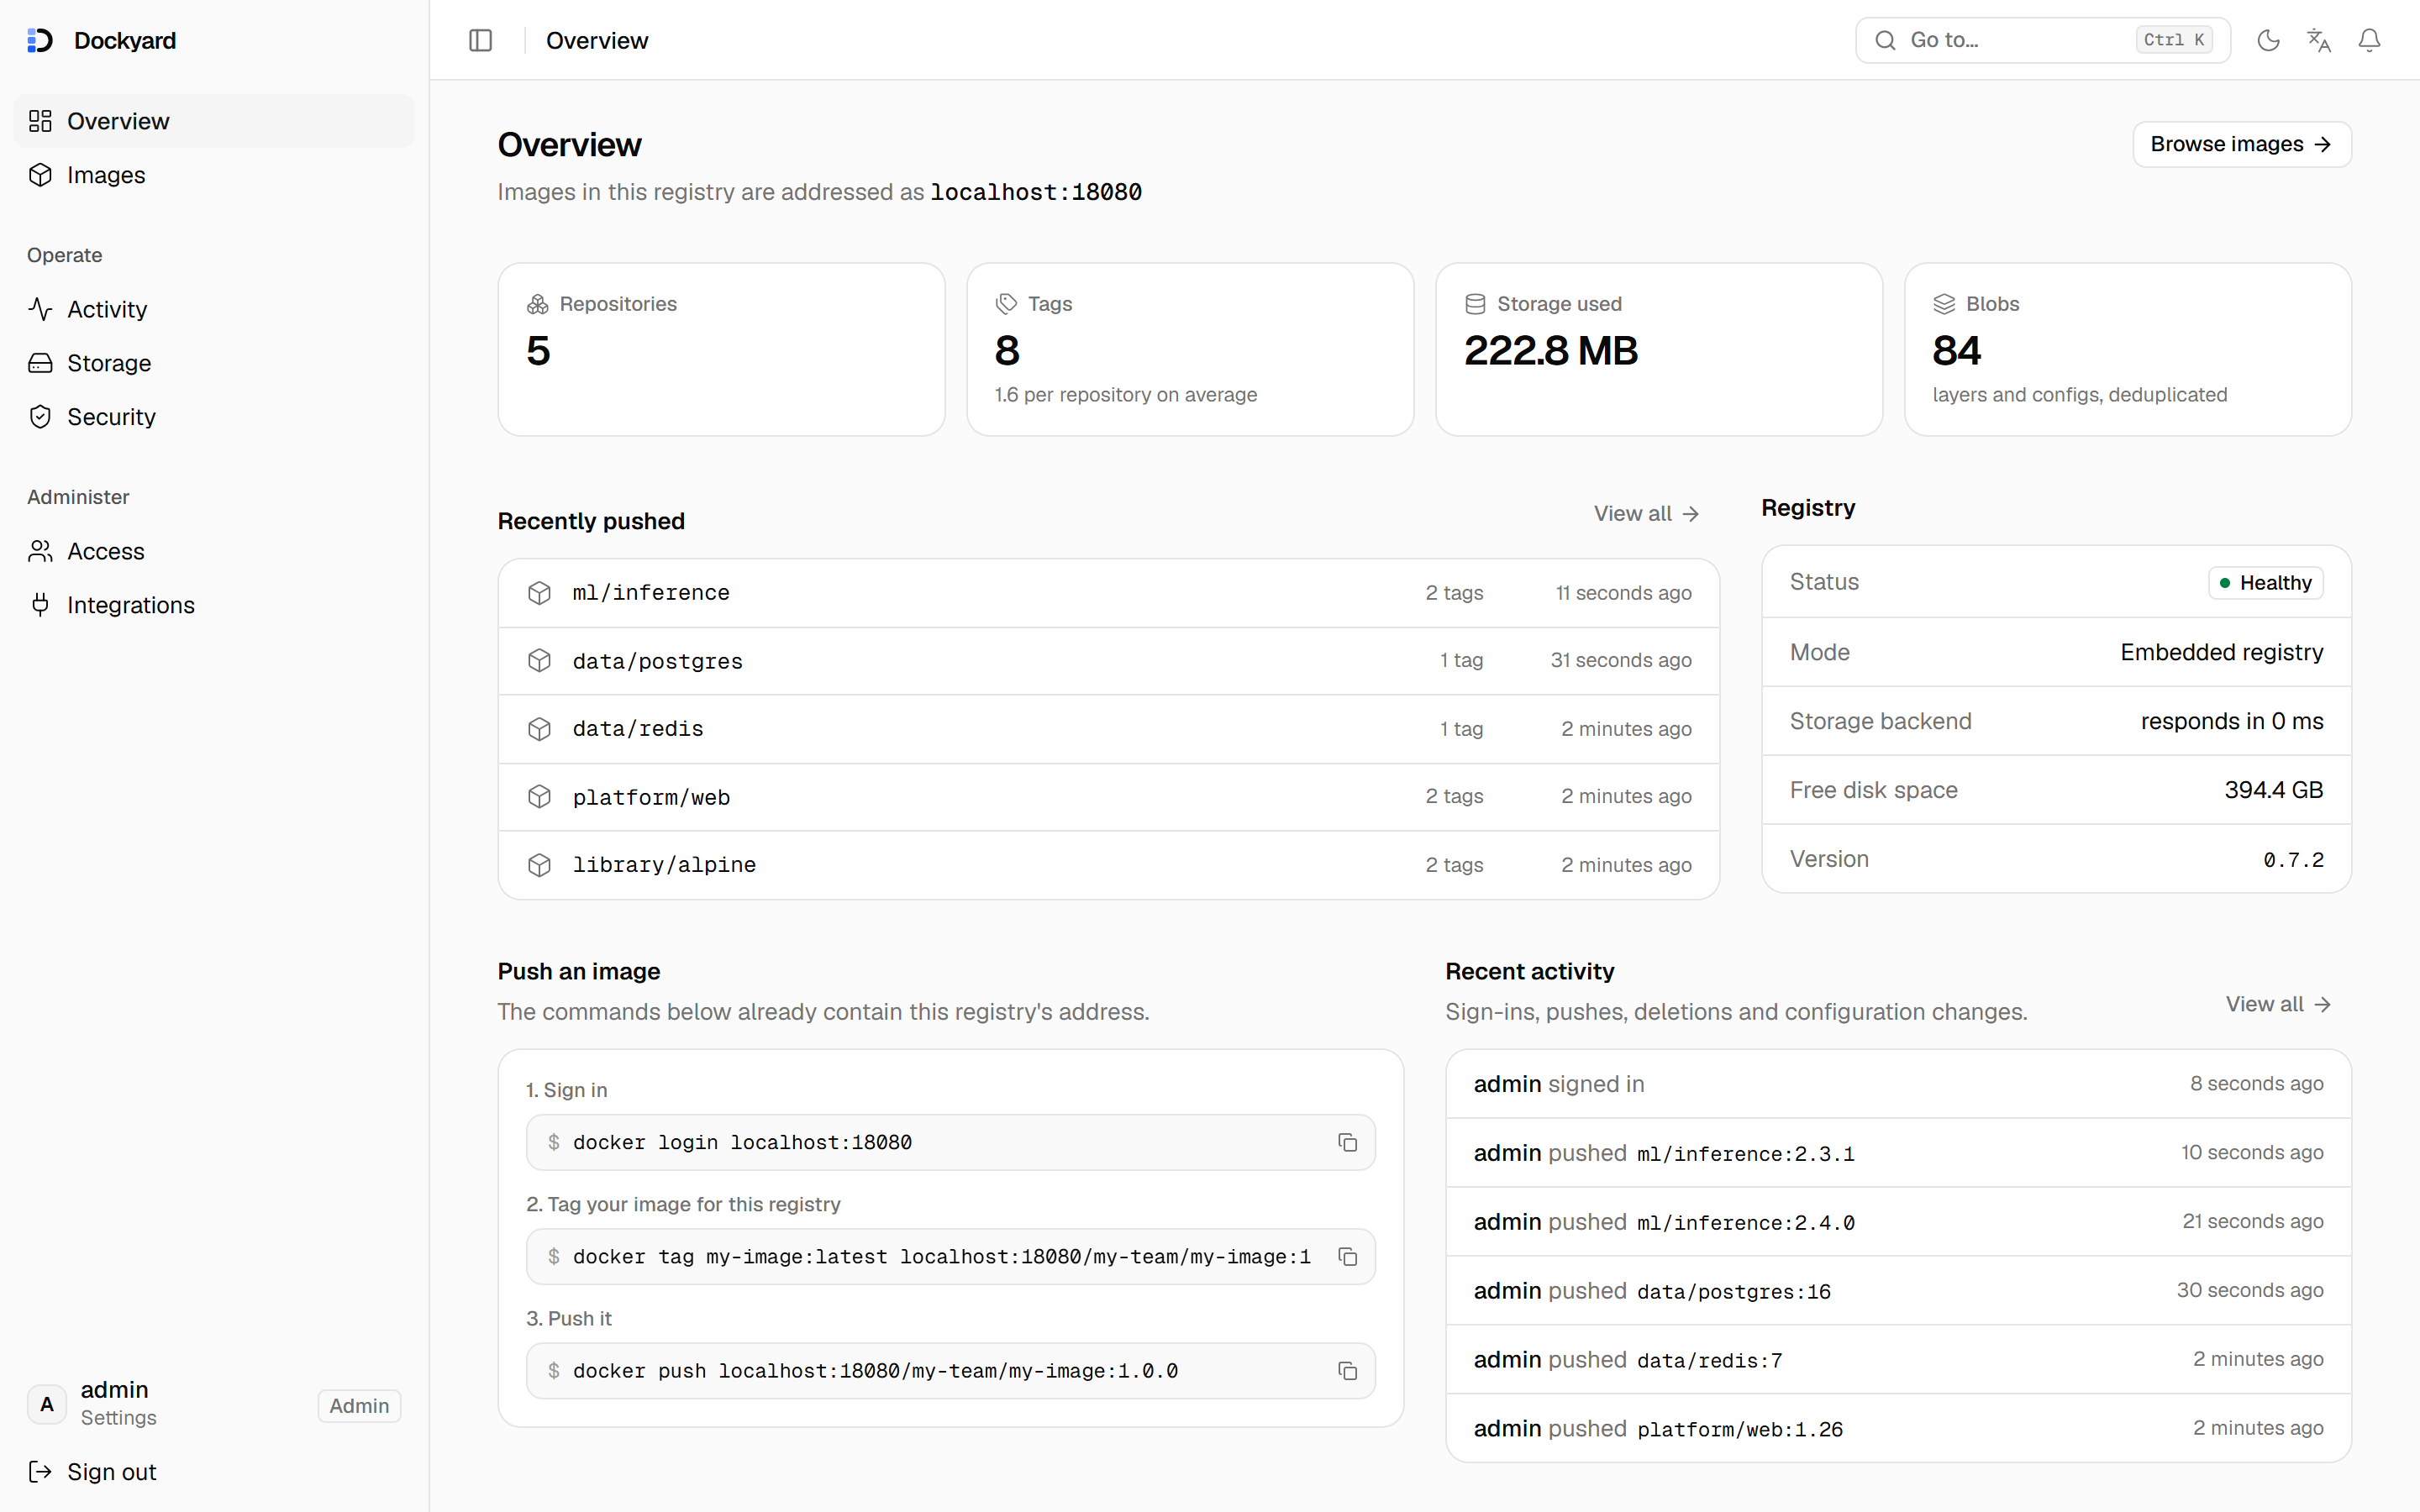 Dockyard
Overview
Images
Operate
Activity
Storage
Security
Administer
Access
Integrations
A
admin
Settings
Admin
Sign out
Overview
Go to...
Ctrl K
Overview
Images in this registry are addressed as localhost:18080
Browse images
Repositories
5
Tags
8
1.6 per repository on average
Storage used
222.8 MB
Blobs
84
layers and configs, deduplicated
Recently pushed
View all
ml/inference 2 tags 11 seconds ago
data/postgres 1 tag 31 seconds ago
data/redis 1 tag 2 minutes ago
platform/web 2 tags 2 minutes ago
library/alpine 2 tags 2 minutes ago
Registry
Status Healthy
Mode Embedded registry
Storage backend responds in 0 ms
Free disk space 394.4 GB
Version 0.7.2
Push an image
The commands below already contain this registry's address.
1. Sign in
$ docker login localhost:18080
2. Tag your image for this registry
$ docker tag my-image:latest localhost:18080/my-team/my-image:1
3. Push it
$ docker push localhost:18080/my-team/my-image:1.0.0
Recent activity
Sign-ins, pushes, deletions and configuration changes.
View all
admin signed in 8 seconds ago
admin pushed ml/inference:2.3.1 10 seconds ago
admin pushed ml/inference:2.4.0 21 seconds ago
admin pushed data/postgres:16 30 seconds ago
admin pushed data/redis:7 2 minutes ago
admin pushed platform/web:1.26 2 minutes ago